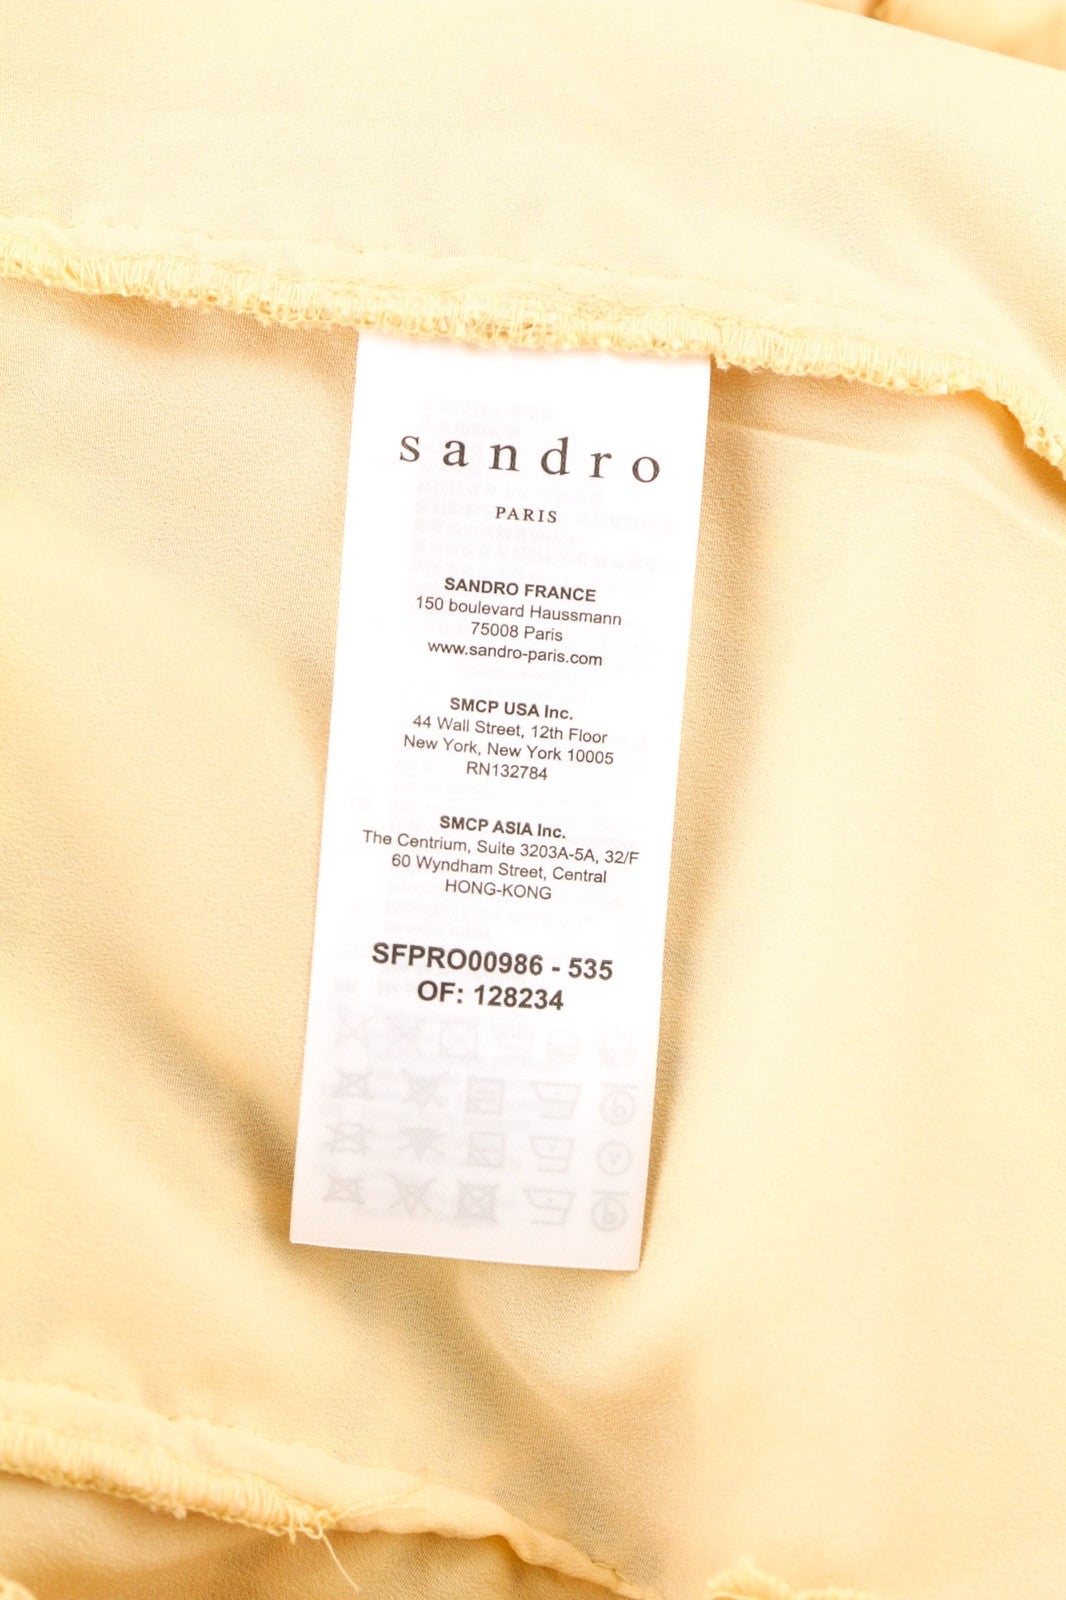 sandro
PARIS
SANDRO FRANCE
150 boulevard Haussmann
75008 Paris
www.sandro-paris.com
SMCP USA Inc.
44 Wall Street, 12th Floor
New York, New York 10005
RN132784
SMCP ASIA Inc.
The Centrium, Suite 3203A-5A, 32/F
60 Wyndham Street, Central
HONG-KONG
SFPRO00986 - 535
OF: 128234